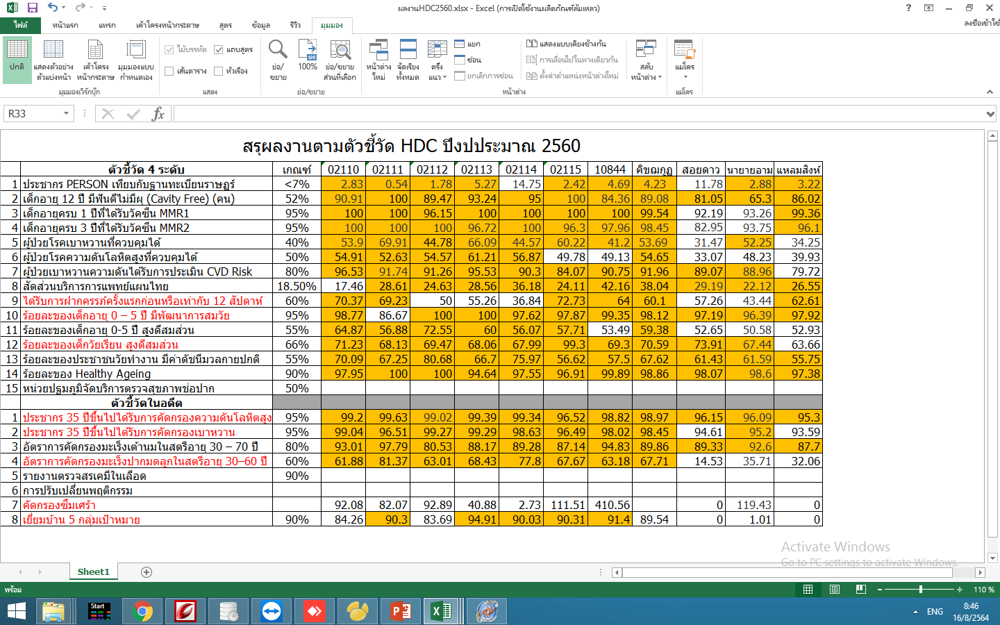 ผลงานHDC2560.xlsx - Excel (การเปิดใช้งานผลิตภัณฑ์ล้มเหลว)
ไฟล์ หน้าแรก แทรก เค้าโครงหน้ากระดาษ สูตร ข้อมูล รีวิว มุมมอง ลงชื่อเข้าใช้
ปกติ แสดงตัวอย่างตัวแบ่งหน้า เค้าโครงหน้ากระดาษ มุมมองแบบกำหนดเอง
มุมมองเวิร์กบุ๊ก
ไม้บรรทัด แถบสูตร
เส้นตาราง หัวเรื่อง
แสดง
ย่อ/ขยาย 100% ย่อ/ขยายส่วนที่เลือก
ย่อ/ขยาย
หน้าต่างใหม่ จัดเรียงทั้งหมด ตรึงแนว
แยก
ซ่อน
ยกเลิกการซ่อน
แสดงแบบเคียงข้างกัน
การเลื่อนไปในทางเดียวกัน
ตั้งค่าตำแหน่งหน้าต่างใหม่
สลับหน้าต่าง
หน้าต่าง
แมโคร
แมโคร
R33 fx
สรุผลงานตามตัวชี้วัด HDC ปีงปประมาณ 2560
ตัวชี้วัด 4 ระดับ เกณฑ์ 02110 02111 02112 02113 02114 02115 10844 คิขฌกูฏ สอยดาว นายายอาม แหลมสิงห์
1 ประชากร PERSON เทียบกับฐานทะเบียนราษฎร์ <7% 2.83 0.54 1.78 5.27 14.75 2.42 4.69 4.23 11.78 2.88 3.22
2 เด็กอายุ 12 ปี มีฟันดีไม่มีผุ (Cavity Free) (คน) 52% 90.91 100 89.47 93.24 95 100 84.36 89.08 81.05 65.3 86.02
3 เด็กอายุครบ 1 ปีที่ได้รับวัคซีน MMR1 95% 100 100 96.15 100 100 100 100 99.54 92.19 93.26 99.36
4 เด็กอายุครบ 3 ปีที่ได้รับวัคซีน MMR2 95% 100 100 100 96.72 100 96.3 97.96 98.45 82.95 93.75 96.1
5 ผู้ป่วยโรคเบาหวานที่ควบคุมได้ 40% 53.9 69.91 44.78 66.09 44.57 60.22 41.2 53.69 31.47 52.25 34.25
6 ผู้ป่วยโรคความดันโลหิตสูงที่ควบคุมได้ 50% 54.91 52.63 54.57 61.21 56.87 49.78 49.13 54.65 33.07 48.23 39.93
7 ผู้ป่วยเบาหวานความดันได้รับการประเมิน CVD Risk 80% 96.53 91.74 91.26 95.53 90.3 84.07 90.75 91.96 89.07 88.96 79.72
8 สัดส่วนบริการการแพทย์แผนไทย 18.50% 17.46 28.61 24.63 28.56 36.18 24.11 42.16 38.04 29.19 22.12 26.55
9 ได้รับการฝากครรภ์ครั้งแรกก่อนหรือเท่ากับ 12 สัปดาห์ 60% 70.37 69.23 50 55.26 36.84 72.73 64 60.1 57.26 43.44 62.61
10 ร้อยละของเด็กอายุ 0 – 5 ปี มีพัฒนาการสมวัย 95% 98.77 86.67 100 100 97.62 97.87 99.35 98.12 97.19 96.39 97.92
11 ร้อยละของเด็กอายุ 0-5 ปี สูงดีสมส่วน 55% 64.87 56.88 72.55 60 56.07 57.71 53.49 59.38 52.65 50.58 52.93
12 ร้อยละของเด็กวัยเรียน สูงดีสมส่วน 66% 71.23 68.13 69.47 68.06 67.99 99.3 69.3 70.59 73.91 67.44 63.66
13 ร้อยละของประชาชนวัยทำงาน มีค่าดัชนีมวลกายปกติ 55% 70.09 67.25 80.68 66.7 75.97 56.62 57.5 67.62 61.43 61.59 55.75
14 ร้อยละของ Healthy Ageing 90% 97.95 100 100 94.64 97.55 96.91 99.89 98.86 98.07 98.6 97.38
15 หน่วยปฐมภูมิจัดบริการตรวจสุขภาพช่อปาก 50%
ตัวชี้วัดในอดีต
1 ประชากร 35 ปีขึ้นไปได้รับการคัดกรองความดันโลหิตสูง 95% 99.2 99.63 99.02 99.39 99.34 96.52 98.82 98.97 96.15 96.09 95.3
2 ประชากร 35 ปีขึ้นไปได้รับการคัดกรองเบาหวาน 95% 99.04 96.51 99.27 99.29 98.63 96.49 98.02 98.45 94.61 95.2 93.59
3 อัตราการคัดกรองมะเร็งเต้านมในสตรีอายุ 30 – 70 ปี 80% 93.01 97.79 80.53 88.17 89.28 87.14 94.83 89.86 89.33 92.6 87.7
4 อัตราการคัดกรองมะเร็งปากมดลูกในสตรีอายุ 30–60 ปี 60% 61.88 81.37 63.01 68.43 77.8 67.67 63.18 67.71 14.53 35.71 32.06
5 รายงานตรวจสรเคมีในเลือด 90%
6 การปรับเปลี่ยนพฤติกรรม
7 คัดกรองซึมเศร้า 92.08 82.07 92.89 40.88 2.73 111.51 410.56 0 119.43 0
8 เยี่ยมบ้าน 5 กลุ่มเป้าหมาย 90% 84.26 90.3 83.69 94.91 90.03 90.31 91.4 89.54 0 1.01 0
Activate Windows
Go to PC settings to activate Windows.
Sheet1
พร้อม 110 %
Start ENG 8:46
16/8/2564